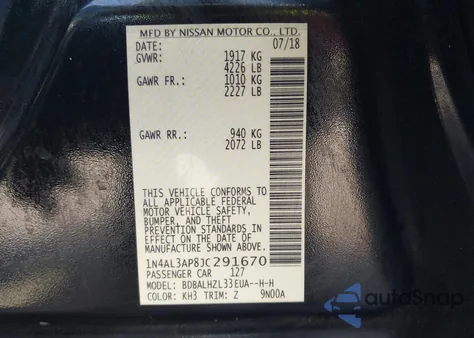 MFD BY NISSAN MOTOR CO., LTD.
DATE: 07/18
GVWR: 1917 KG
4226 LB
GAWR FR.: 1010 KG
2227 LB
GAWR RR.: 940 KG
2072 LB
THIS VEHICLE CONFORMS TO
ALL APPLICABLE FEDERAL
MOTOR VEHICLE SAFETY,
BUMPER, AND THEFT
PREVENTION STANDARDS IN
EFFECT ON THE DATE OF
MANUFACTURE SHOWN ABOVE.
1N4AL3AP8JC291670
PASSENGER CAR 127
MODEL: BDBALHZL33EUA--H-H
COLOR: KH3 TRIM: Z 9N00A
autoSnap